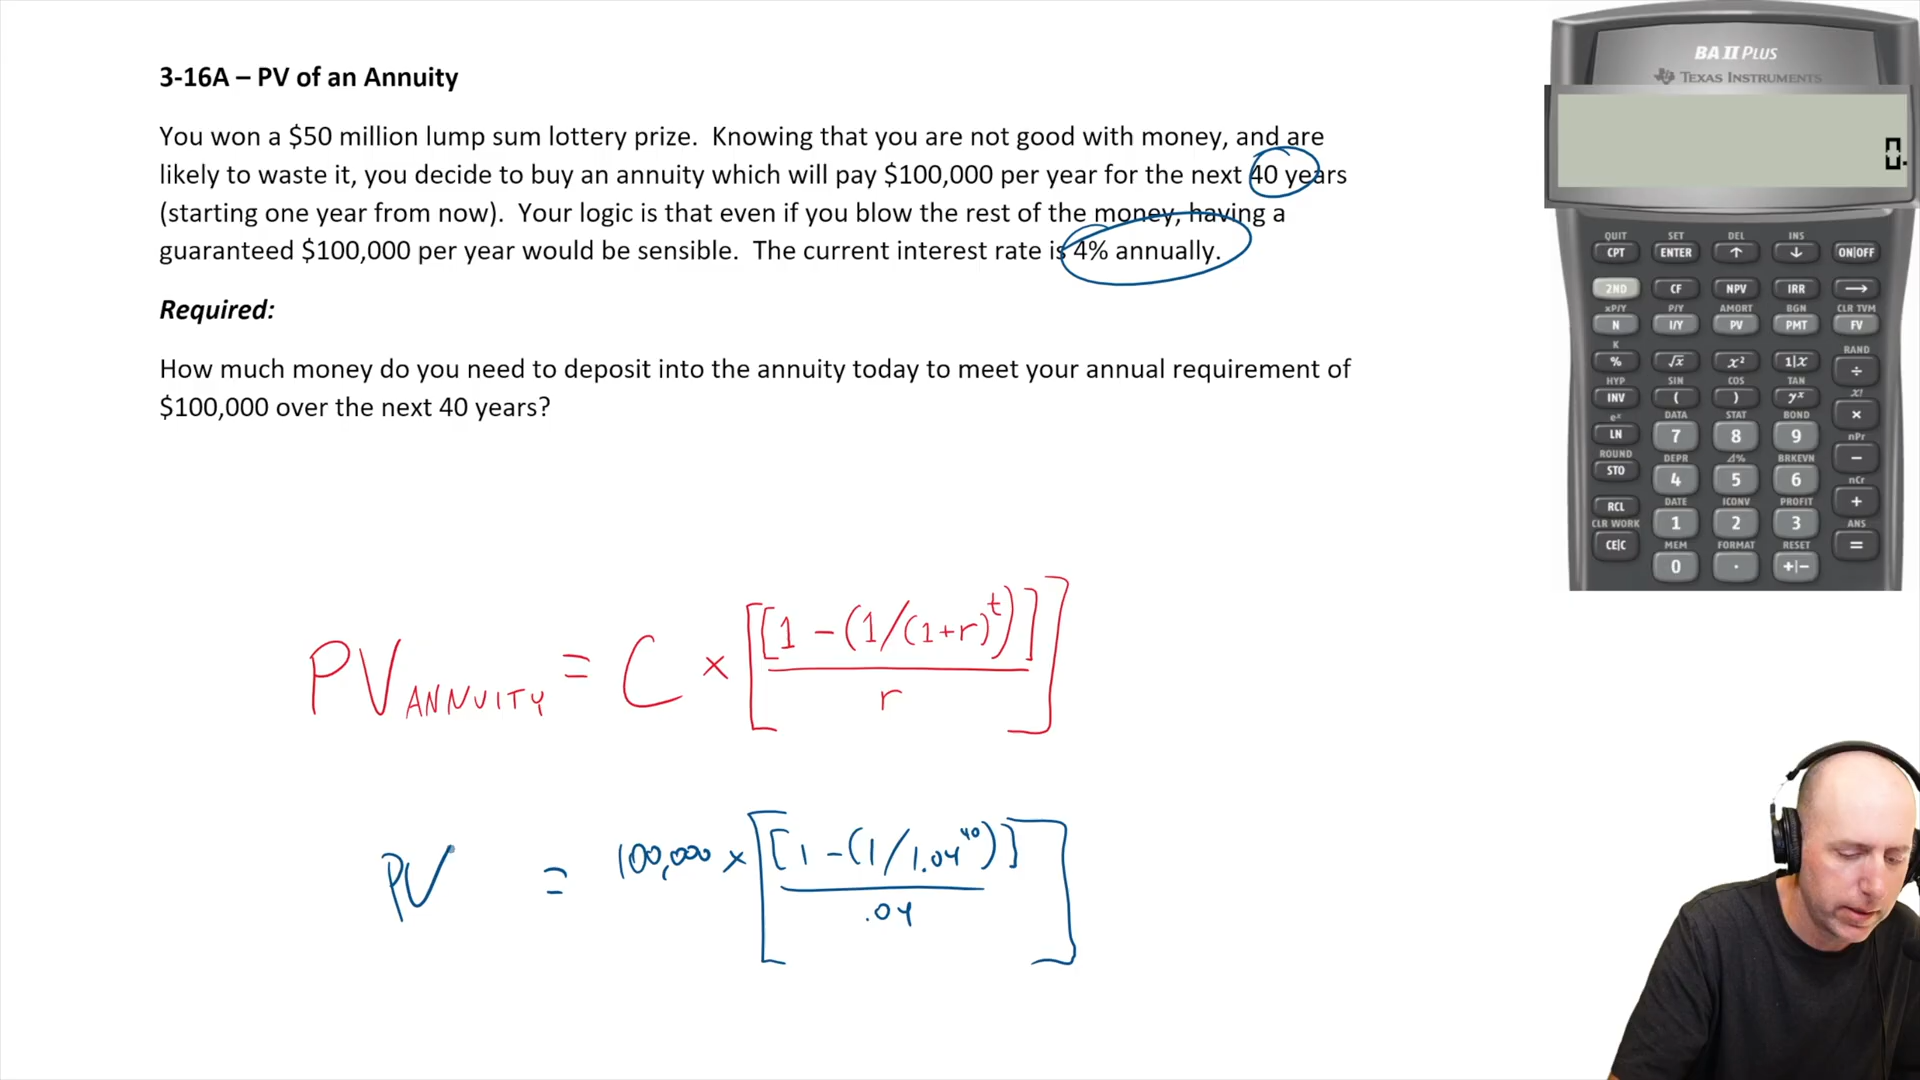 3-16A – PV of an Annuity
You won a $50 million lump sum lottery prize. Knowing that you are not good with money, and are
likely to waste it, you decide to buy an annuity which will pay $100,000 per year for the next 40 years
(starting one year from now). Your logic is that even if you blow the rest of the money, having a
guaranteed $100,000 per year would be sensible. The current interest rate is 4% annually.
Required:
How much money do you need to deposit into the annuity today to meet your annual requirement of
$100,000 over the next 40 years?
PV ANNUITY = C × [[1 - (1/(1+r)^t)] / r]
PV = 100,000 × [[1 - (1/1.04^40)] / .04]
BA II PLUS
TEXAS INSTRUMENTS
0.
QUIT SET DEL INS
CPT ENTER ↑ ↓ ON|OFF
2ND CF NPV IRR →
xP/Y P/Y AMORT BGN CLR TVM
N I/Y PV PMT FV
K RAND
% √x x² 1|x ÷
HYP SIN COS TAN x!
INV ( ) yˣ ×
eˣ DATA STAT BOND nPr
LN 7 8 9 −
ROUND DEPR Δ% BRKEVN nCr
STO 4 5 6 +
DATE ICONV PROFIT
RCL 1 2 3
CLR WORK ANS
MEM FORMAT RESET
CE|C 0 . +|− =